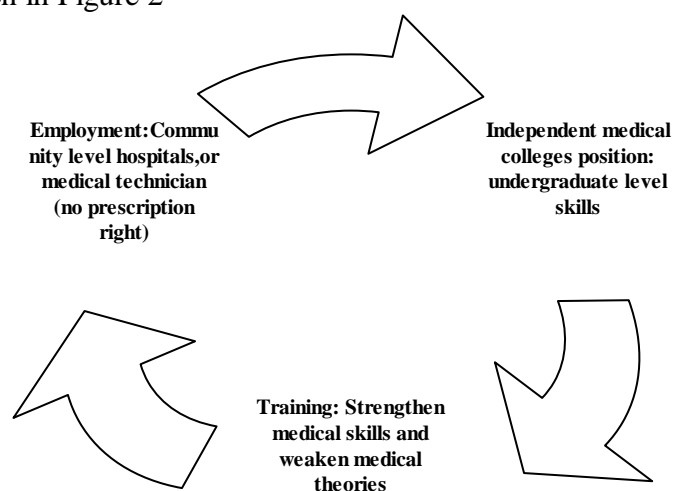 in Figure 2
Employment:Commu
nity level hospitals,or
medical technician
(no prescription
right)
Independent medical
colleges position:
undergraduate level
skills
Training: Strengthen
medical skills and
weaken medical
theories